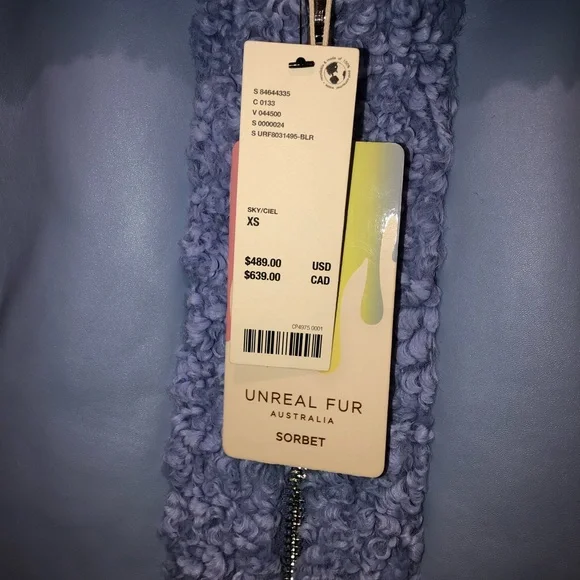 S 84644335
C 0133
V 044500
S 0000024
S URF8031495-BLR
SKY/CIEL
XS
$489.00 USD
$639.00 CAD
CP4975 0001
UNREAL FUR
AUSTRALIA
SORBET